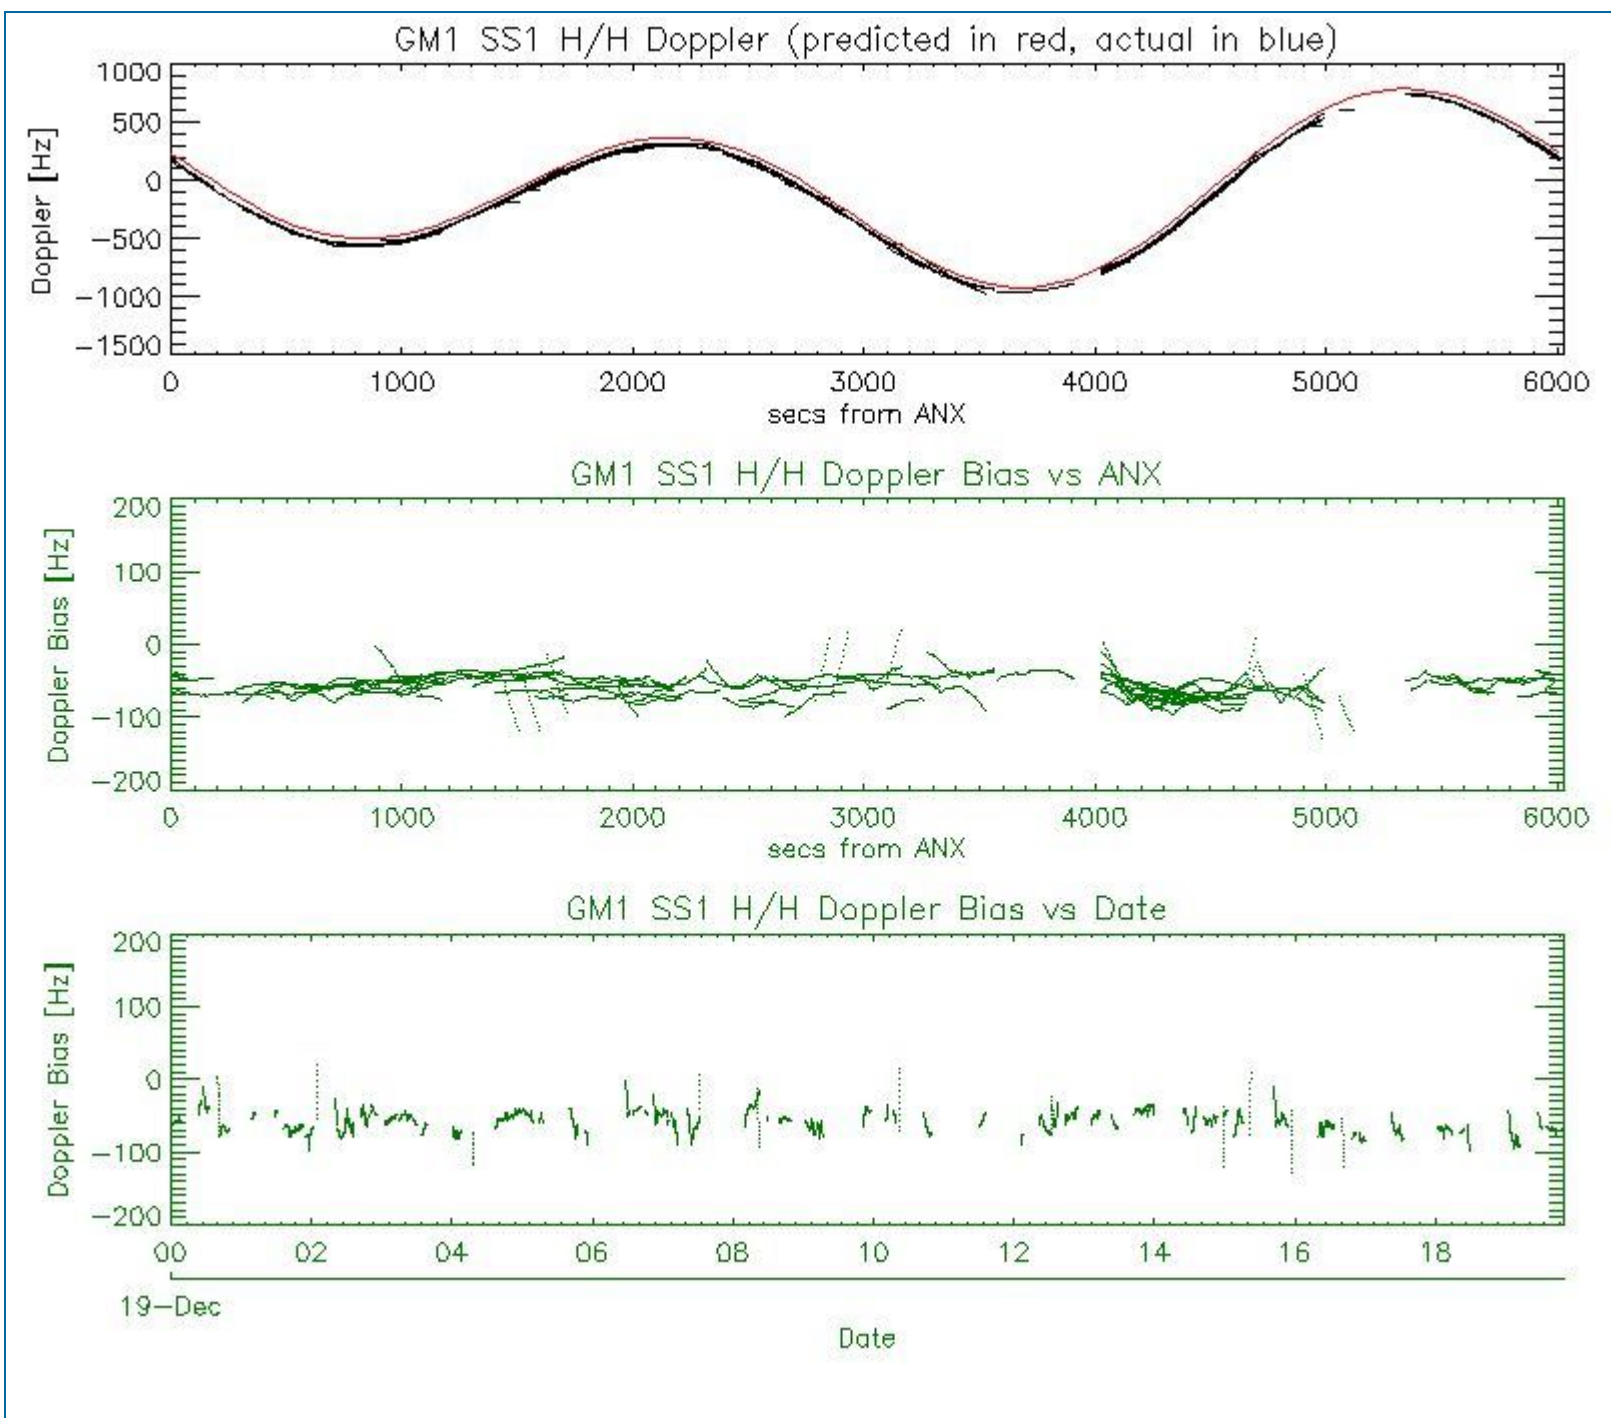 GM1 SS1 H/H Doppler (predicted in red, actual in blue)
Doppler [Hz]
1000
500
0
-500
-1000
-1500
0 1000 2000 3000 4000 5000 6000
secs from ANX
GM1 SS1 H/H Doppler Bias vs ANX
Doppler Bias [Hz]
200
100
0
-100
-200
0 1000 2000 3000 4000 5000 6000
secs from ANX
GM1 SS1 H/H Doppler Bias vs Date
Doppler Bias [Hz]
200
100
0
-100
-200
00 02 04 06 08 10 12 14 16 18
19-Dec
Date